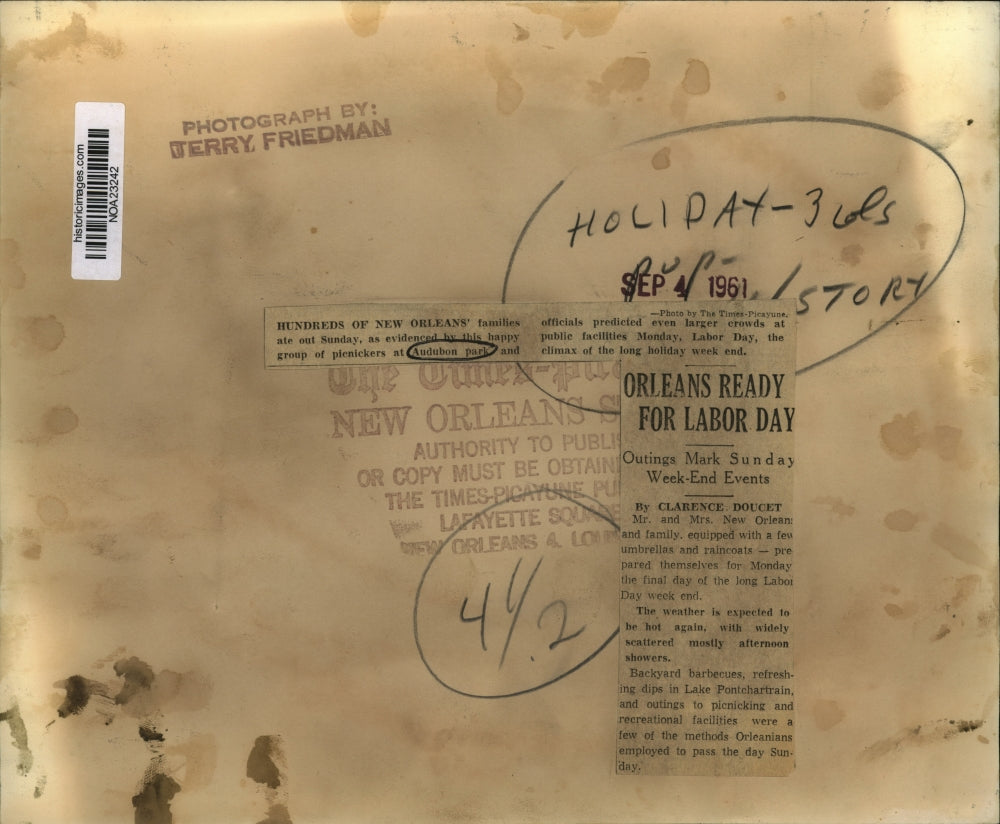 PHOTOGRAPH BY:
TERRY FRIEDMAN
historicimages.com
NOA23242
HOLIDAY - 3 cols
SEP 4 1961
/STORY
—Photo by The Times-Picayune.
HUNDREDS OF NEW ORLEANS' families
ate out Sunday, as evidenced by this happy
group of picnickers at Audubon park and
officials predicted even larger crowds at
public facilities Monday, Labor Day, the
climax of the long holiday week end.
The Times-Pic
NEW ORLEANS S
AUTHORITY TO PUBLI
OR COPY MUST BE OBTAIN
THE TIMES-PICAYUNE PU
LAFAYETTE SQUARE
NEW ORLEANS 4, LOUI
4 1/2
ORLEANS READY
FOR LABOR DAY
Outings Mark Sunday
Week-End Events
By CLARENCE DOUCET
Mr. and Mrs. New Orleans
and family, equipped with a few
umbrellas and raincoats — pre
pared themselves for Monday
the final day of the long Labor
Day week end.
The weather is expected to
be hot again, with widely
scattered mostly afternoon
showers.
Backyard barbecues, refresh-
ing dips in Lake Pontchartrain,
and outings to picnicking and
recreational facilities were a
few of the methods Orleanians
employed to pass the day Sun-
day.